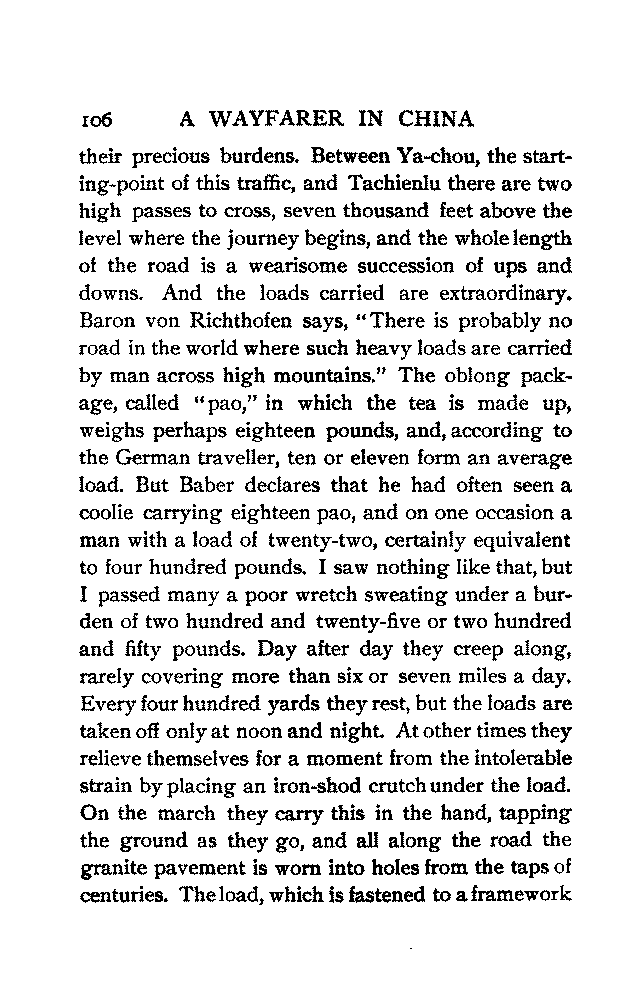 106 A WAYFARER IN CHINA
their precious burdens. Between Ya-chou, the start-
ing-point of this traffic, and Tachienlu there are two
high passes to cross, seven thousand feet above the
level where the journey begins, and the whole length
of the road is a wearisome succession of ups and
downs. And the loads carried are extraordinary.
Baron von Richthofen says, "There is probably no
road in the world where such heavy loads are carried
by man across high mountains." The oblong pack-
age, called "pao," in which the tea is made up,
weighs perhaps eighteen pounds, and, according to
the German traveller, ten or eleven form an average
load. But Baber declares that he had often seen a
coolie carrying eighteen pao, and on one occasion a
man with a load of twenty-two, certainly equivalent
to four hundred pounds. I saw nothing like that, but
I passed many a poor wretch sweating under a bur-
den of two hundred and twenty-five or two hundred
and fifty pounds. Day after day they creep along,
rarely covering more than six or seven miles a day.
Every four hundred yards they rest, but the loads are
taken off only at noon and night. At other times they
relieve themselves for a moment from the intolerable
strain by placing an iron-shod crutch under the load.
On the march they carry this in the hand, tapping
the ground as they go, and all along the road the
granite pavement is worn into holes from the taps of
centuries. The load, which is fastened to a framework